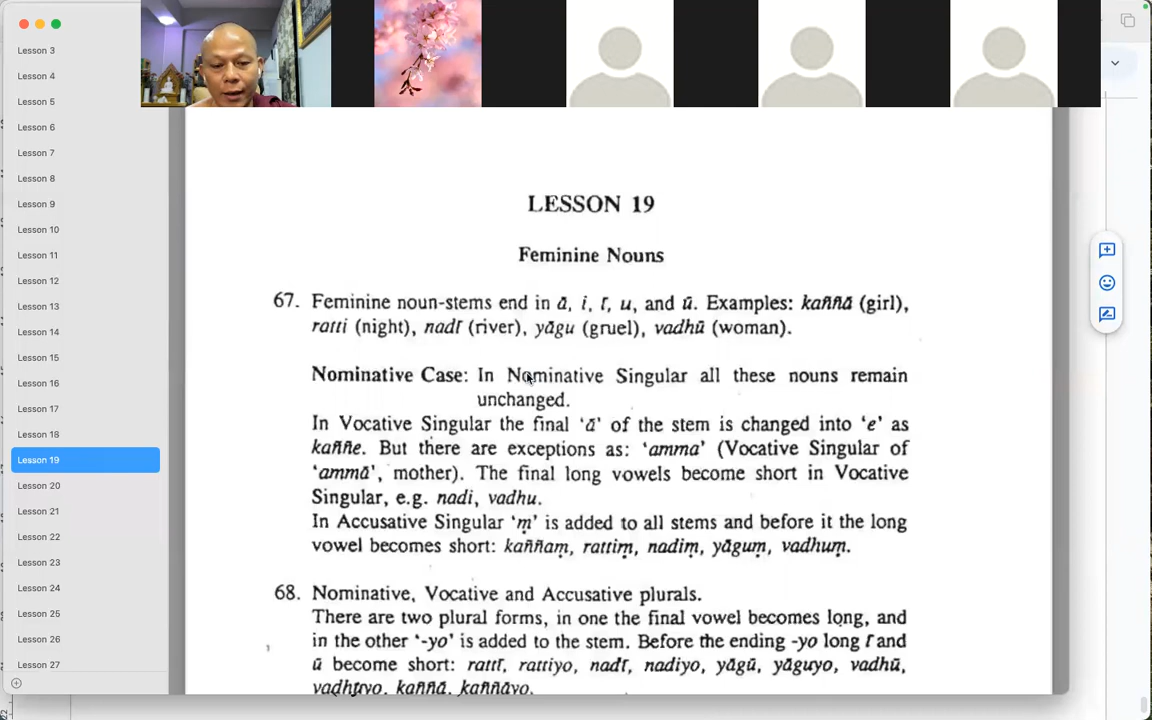 Lesson 3
Lesson 4
Lesson 5
Lesson 6
Lesson 7
Lesson 8
Lesson 9
Lesson 10
Lesson 11
Lesson 12
Lesson 13
Lesson 14
Lesson 15
Lesson 16
Lesson 17
Lesson 18
Lesson 19
Lesson 20
Lesson 21
Lesson 22
Lesson 23
Lesson 24
Lesson 25
Lesson 26
Lesson 27
LESSON 19
Feminine Nouns
67. Feminine noun-stems end in ā, i, ī, u, and ū. Examples: kaññā (girl),
ratti (night), nadī (river), yāgu (gruel), vadhū (woman).
Nominative Case: In Nominative Singular all these nouns remain
unchanged.
In Vocative Singular the final 'ā' of the stem is changed into 'e' as
kaññe. But there are exceptions as: 'amma' (Vocative Singular of
'ammā', mother). The final long vowels become short in Vocative
Singular, e.g. nadi, vadhu.
In Accusative Singular 'ṃ' is added to all stems and before it the long
vowel becomes short: kaññaṃ, rattiṃ, nadiṃ, yāguṃ, vadhuṃ.
68. Nominative, Vocative and Accusative plurals.
There are two plural forms, in one the final vowel becomes long, and
in the other '-yo' is added to the stem. Before the ending -yo long ī and
ū become short: rattī, rattiyo, nadī, nadiyo, yāgū, yāguyo, vadhū,
vadhuyo, kaññā, kaññāyo.